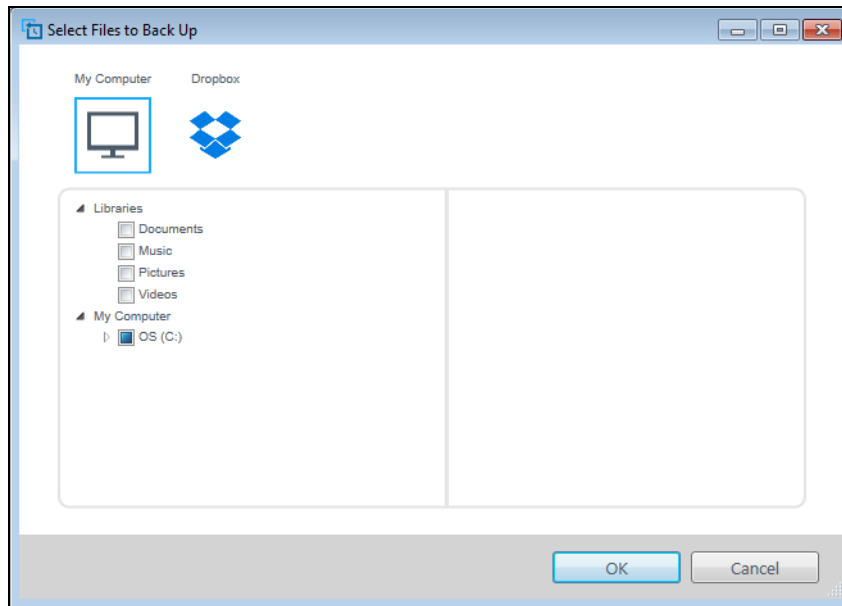 Select Files to Back Up
My Computer Dropbox
Libraries
Documents
Music
Pictures
Videos
My Computer
OS (C:)
OK Cancel